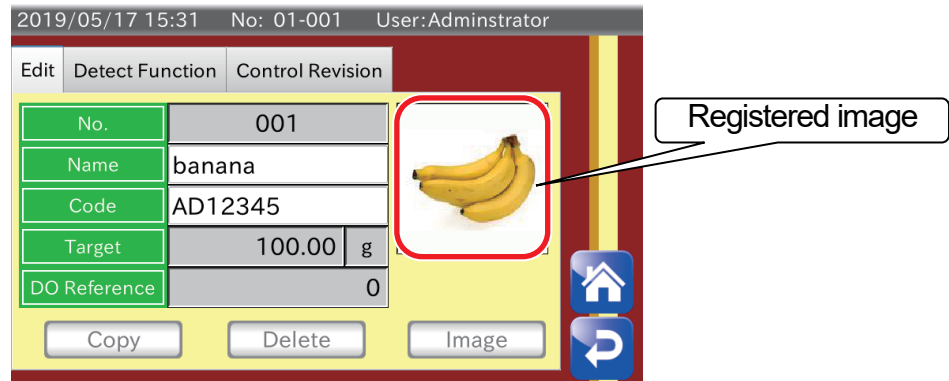 2019/05/17 15:31 No: 01-001 User:Adminstrator
Edit Detect Function Control Revision
No. 001
Name banana
Code AD12345
Target 100.00 g
DO Reference 0
Copy Delete Image
Registered image